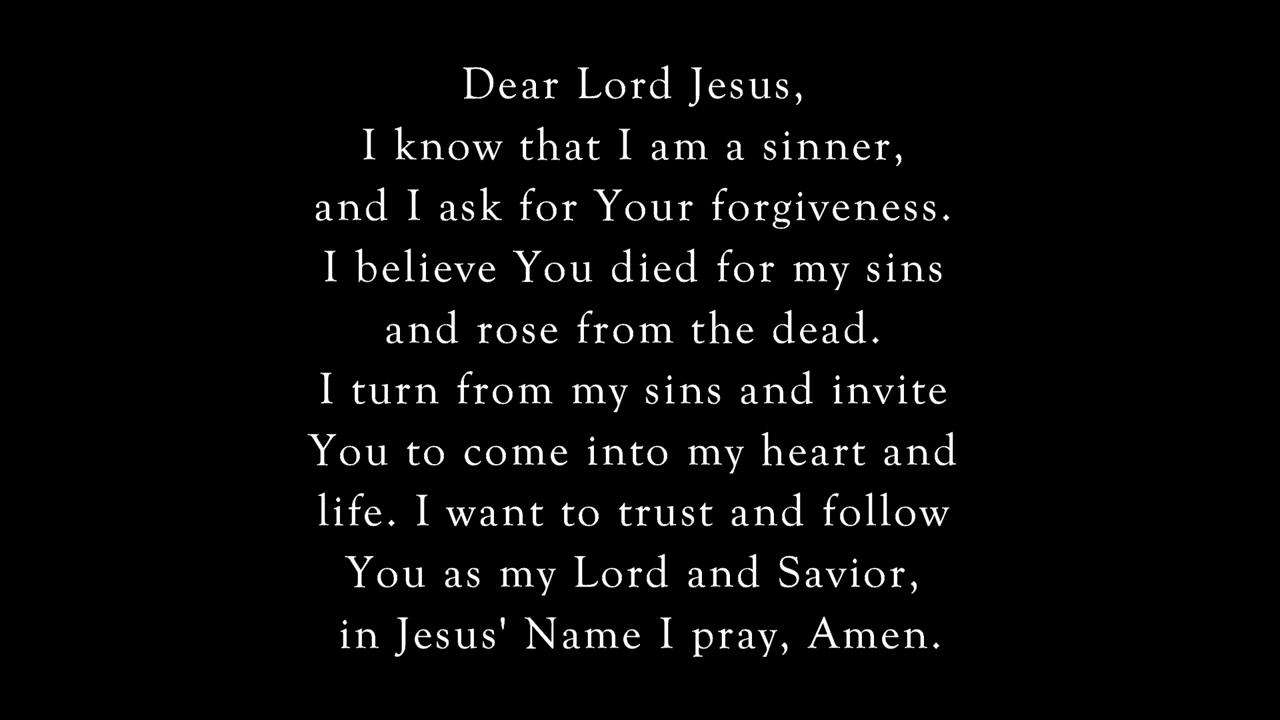 Dear Lord Jesus,
I know that I am a sinner,
and I ask for Your forgiveness.
I believe You died for my sins
and rose from the dead.
I turn from my sins and invite
You to come into my heart and
life. I want to trust and follow
You as my Lord and Savior,
in Jesus' Name I pray, Amen.